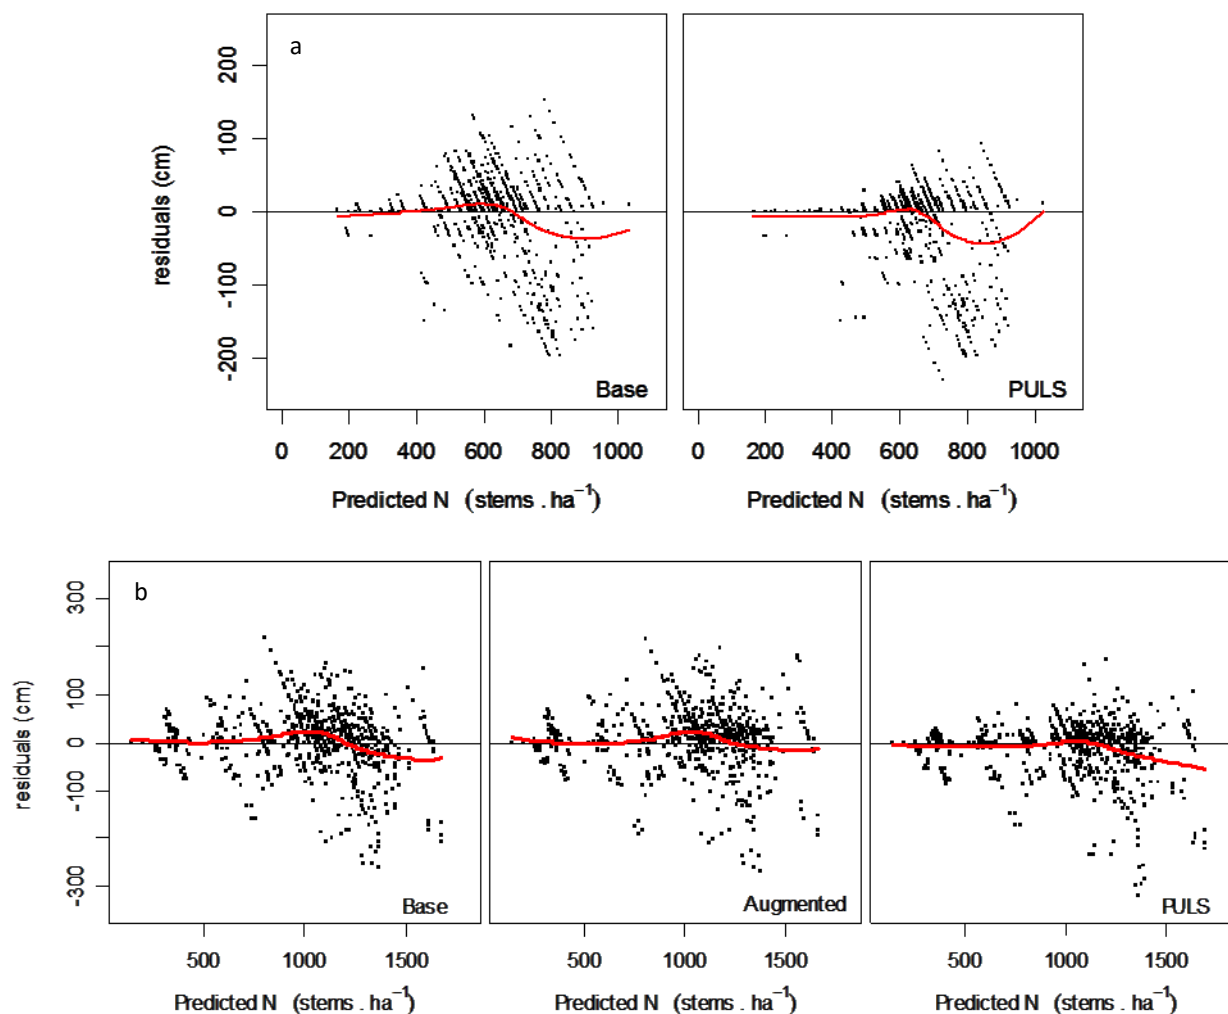 a
200
100
0
-100
-200
residuals (cm)
Base
PULS
0 200 400 600 800 1000
0 200 400 600 800 1000
Predicted N (stems . ha⁻¹)
Predicted N (stems . ha⁻¹)
b
300
100
0
-100
-300
residuals (cm)
Base
Augmented
PULS
500 1000 1500
500 1000 1500
500 1000 1500
Predicted N (stems . ha⁻¹)
Predicted N (stems . ha⁻¹)
Predicted N (stems . ha⁻¹)